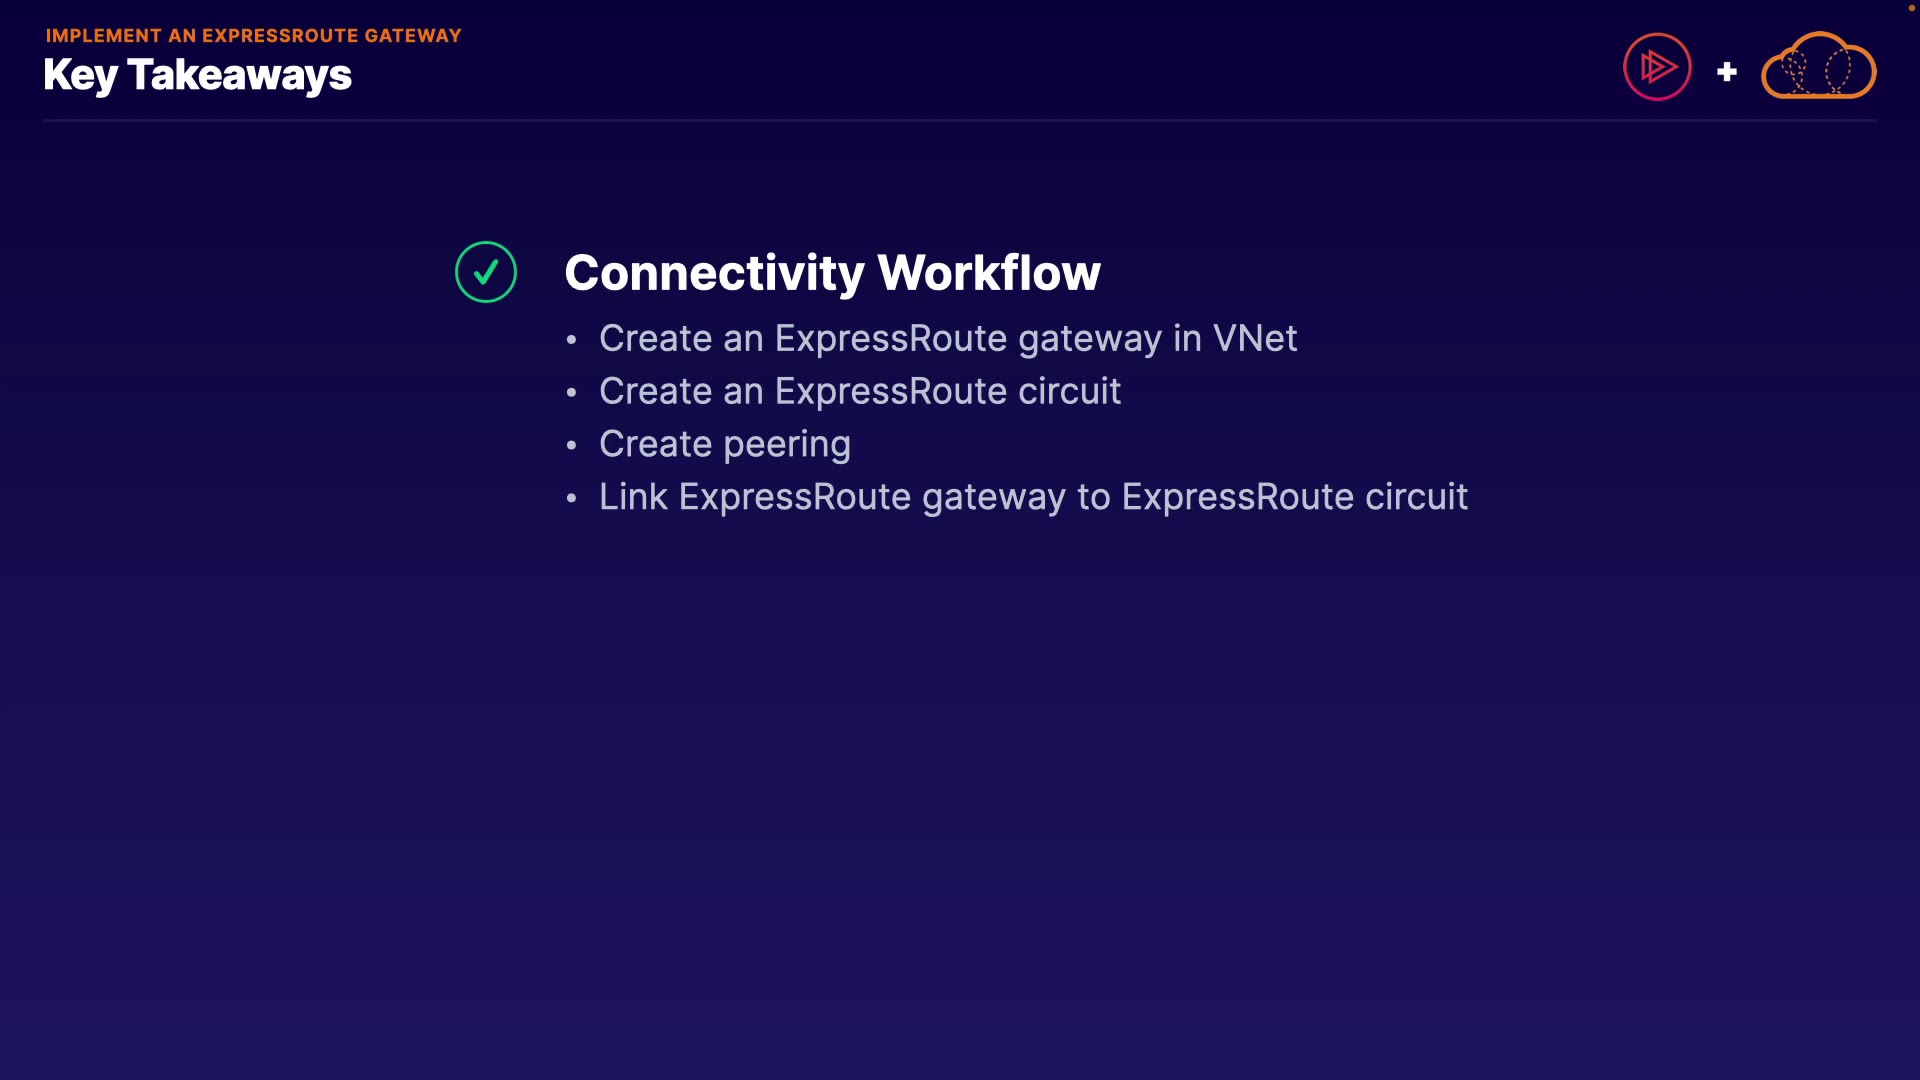 IMPLEMENT AN EXPRESSROUTE GATEWAY
Key Takeaways
Connectivity Workflow
• Create an ExpressRoute gateway in VNet
• Create an ExpressRoute circuit
• Create peering
• Link ExpressRoute gateway to ExpressRoute circuit